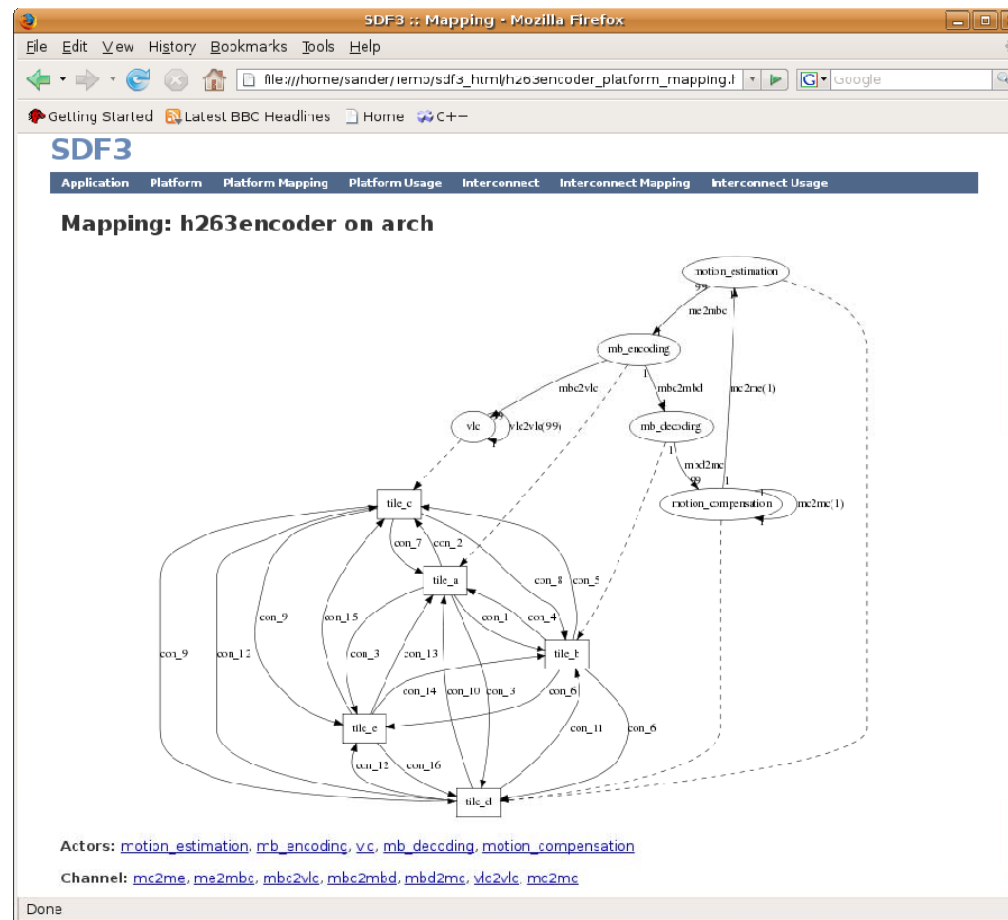 SDF3 :: Mapping - Mozilla Firefox
File Edit View History Bookmarks Tools Help
Google
Getting Started Latest BBC Headlines Home
SDF3
Application Platform Platform Mapping Platform Usage Interconnect Interconnect Mapping Interconnect Usage
Mapping: h263encoder on arch
motion_estimation
99 1
me2mbc
1
mb_encoding
1
mbc2vlc mbc2mbd mc2me(1)
vlc 99 vlc2vlc(99)
1
mb_decoding
1
mbd2mc
99 1
motion_compensation mc2mc(1)
tile_c
con_7 con_2
tile_a
con_8 con_5
con_9 con_15 con_1 con_4
con_9 con_12 con_3 con_13
tile_b
con_14 con_10 con_3 con_6
tile_e
con_11 con_6
con_12 con_16
tile_d
Actors: motion_estimation, mb_encoding, vlc, mb_decoding, motion_compensation
Channel: mc2me, me2mbc, mbc2vlc, mbc2mbd, mbd2mc, vlc2vlc, mc2mc
Done